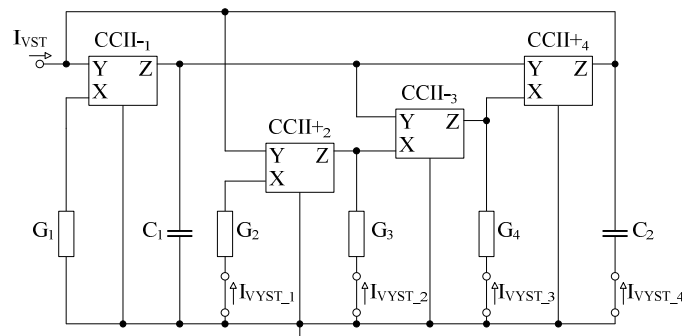 I_VST
CCII-₁
Y
Z
X
CCII+₄
Y
Z
X
CCII-₃
Y
Z
X
CCII+₂
Y
Z
X
G₁
C₁
G₂
G₃
G₄
C₂
I_VYST_1
I_VYST_2
I_VYST_3
I_VYST_4